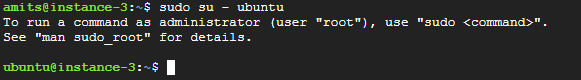 amits@instance-3:~$ sudo su - ubuntu
To run a command as administrator (user "root"), use "sudo <command>".
See "man sudo_root" for details.
ubuntu@instance-3:~$